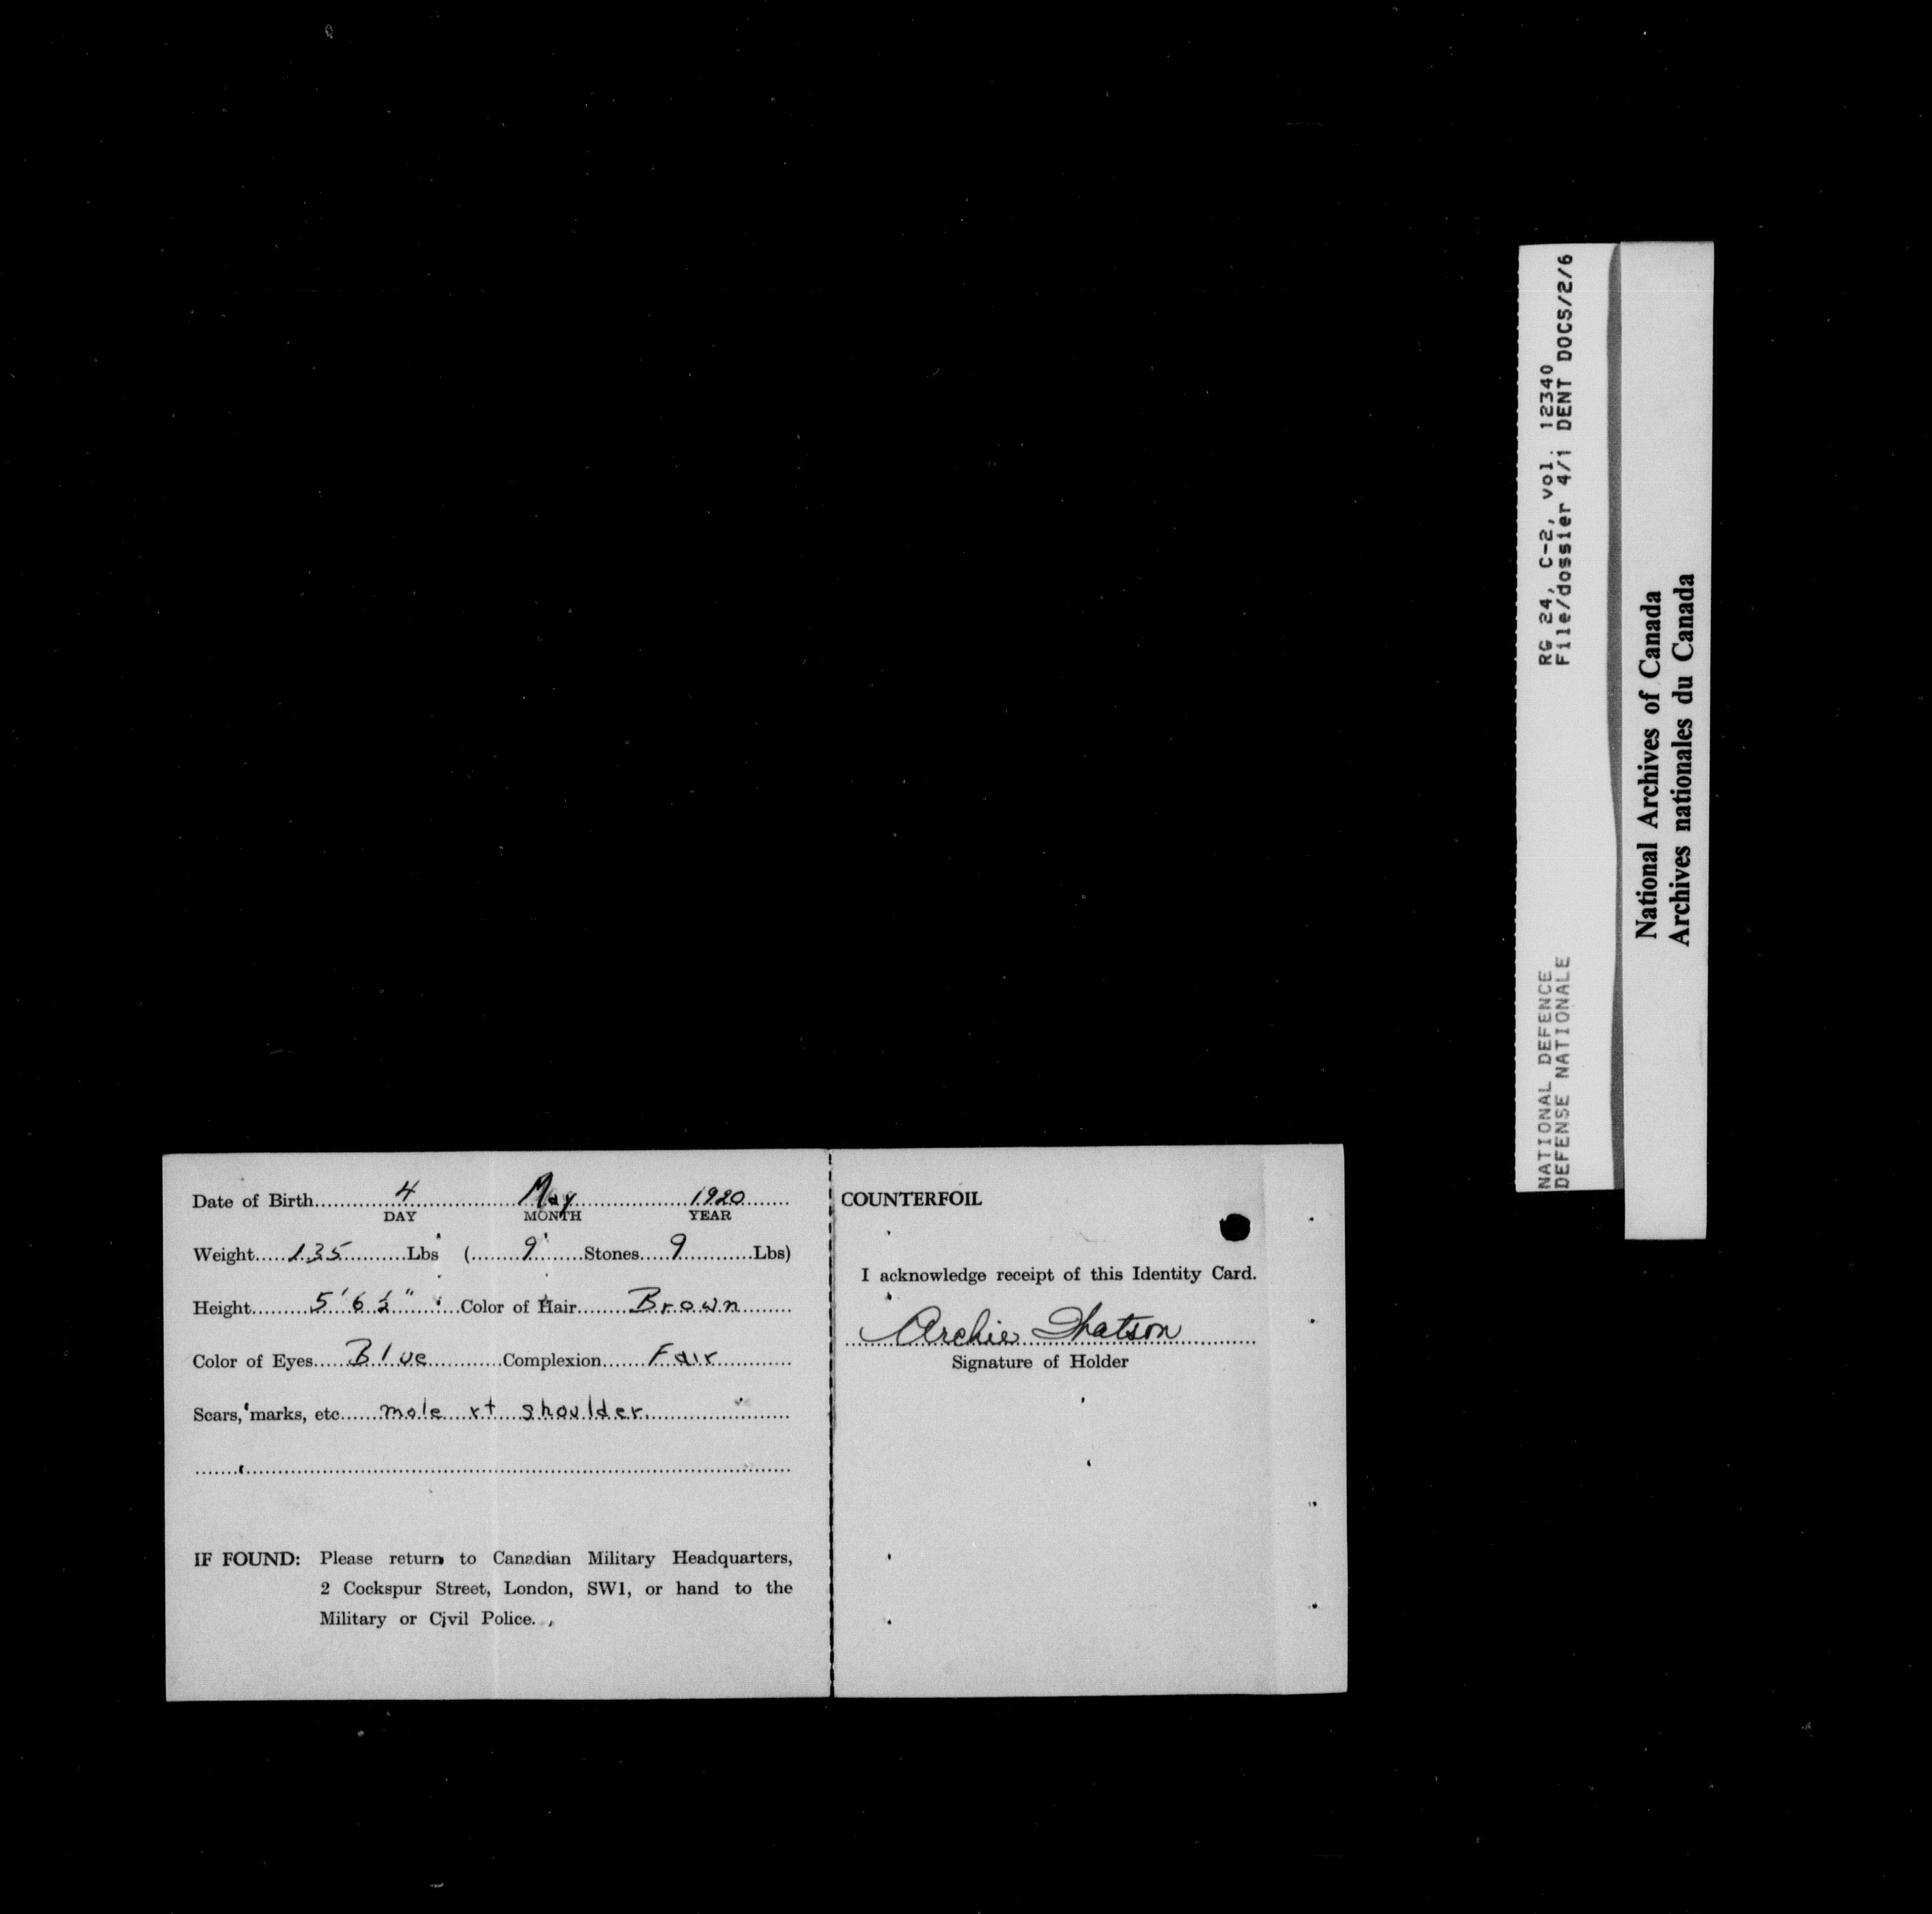 Date of Birth 4 May 1920
DAY MONTH YEAR
Weight 135 Lbs ( 9 Stones 9 Lbs)
Height 5' 6 ½" Color of Hair Brown
Color of Eyes Blue Complexion Fair
Scars, marks, etc mole rt shoulder
IF FOUND: Please return to Canadian Military Headquarters,
2 Cockspur Street, London, SW1, or hand to the
Military or Civil Police.
COUNTERFOIL
I acknowledge receipt of this Identity Card.
Archie Watson
Signature of Holder
NATIONAL DEFENCE RG 24, C-2, vol. 12340
DEFENSE NATIONALE File/dossier 4/i DENT DOCS/2/6
National Archives of Canada
Archives nationales du Canada